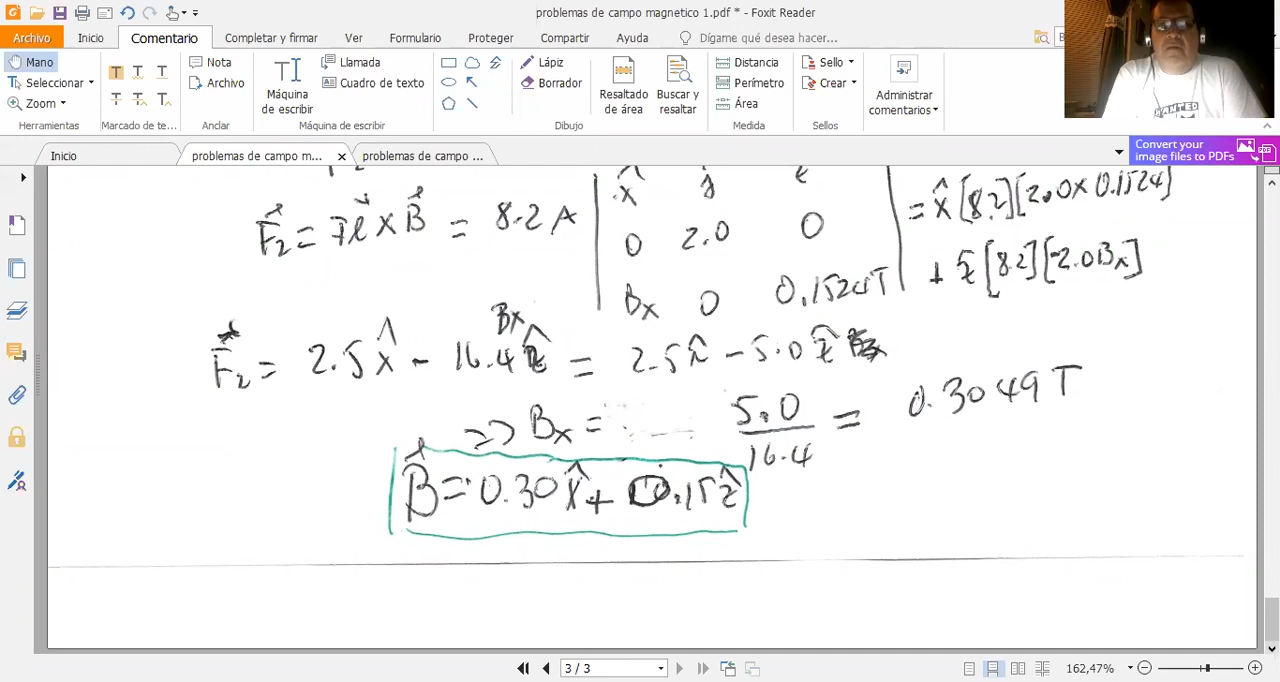 problemas de campo magnetico 1.pdf * - Foxit Reader
Archivo Inicio Comentario Completar y firmar Ver Formulario Proteger Compartir Ayuda Dígame qué desea hacer...
Mano
Seleccionar
Zoom
Herramientas
Marcado de te...
Nota
Archivo
Andar
Máquina de escribir
Llamada
Cuadro de texto
Máquina de escribir
Lápiz
Borrador
Dibujo
Resaltado de área
Buscar y resaltar
Distancia
Perímetro
Área
Medida
Sello
Crear
Sellos
Administrar comentarios
Comentarios
Inicio
problemas de campo m...
problemas de campo ...
Convert your image files to PDFs
WANTED
x̂ ŷ ẑ
F₂ = Iℓ x B = 8.2 A | 0 2.0 0 | = x̂ [8.2][2.0 x 0.1524]
Bx 0 0.1524T + ẑ [8.2][-2.0Bx]
F₂ = 2.5 x̂ - 16.4 Bx ẑ = 2.5 x̂ - 5.0 ẑ
=> Bx = 5.0 / 16.4 = 0.3049 T
B = 0.30 x̂ + 0.15 ẑ
3 / 3
162,47%